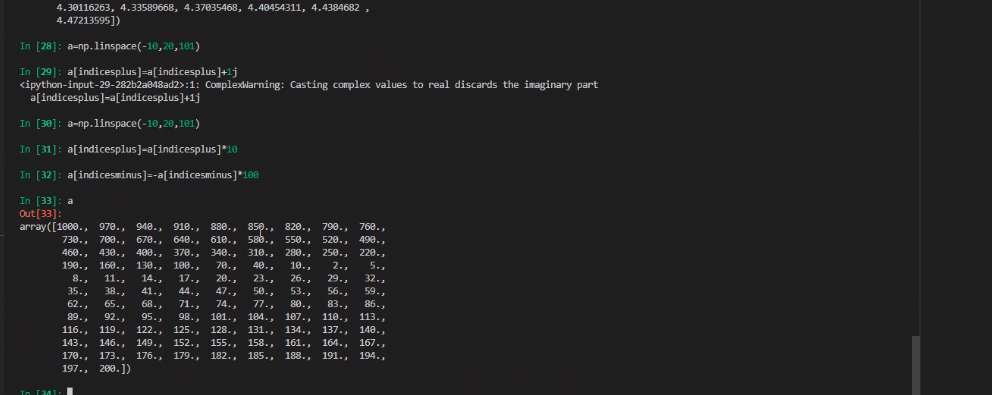 4.30116263, 4.33589668, 4.37035468, 4.40454311, 4.4384682 ,
4.47213595])
In [28]: a=np.linspace(-10,20,101)
In [29]: a[indicesplus]=a[indicesplus]+1j
<ipython-input-29-282b2a048ad2>:1: ComplexWarning: Casting complex values to real discards the imaginary part
a[indicesplus]=a[indicesplus]+1j
In [30]: a=np.linspace(-10,20,101)
In [31]: a[indicesplus]=a[indicesplus]*10
In [32]: a[indicesminus]=-a[indicesminus]*100
In [33]: a
Out[33]:
array([1000., 970., 940., 910., 880., 850., 820., 790., 760.,
730., 700., 670., 640., 610., 580., 550., 520., 490.,
460., 430., 400., 370., 340., 310., 280., 250., 220.,
190., 160., 130., 100., 70., 40., 10., 2., 5.,
8., 11., 14., 17., 20., 23., 26., 29., 32.,
35., 38., 41., 44., 47., 50., 53., 56., 59.,
62., 65., 68., 71., 74., 77., 80., 83., 86.,
89., 92., 95., 98., 101., 104., 107., 110., 113.,
116., 119., 122., 125., 128., 131., 134., 137., 140.,
143., 146., 149., 152., 155., 158., 161., 164., 167.,
170., 173., 176., 179., 182., 185., 188., 191., 194.,
197., 200.])
In [34]: